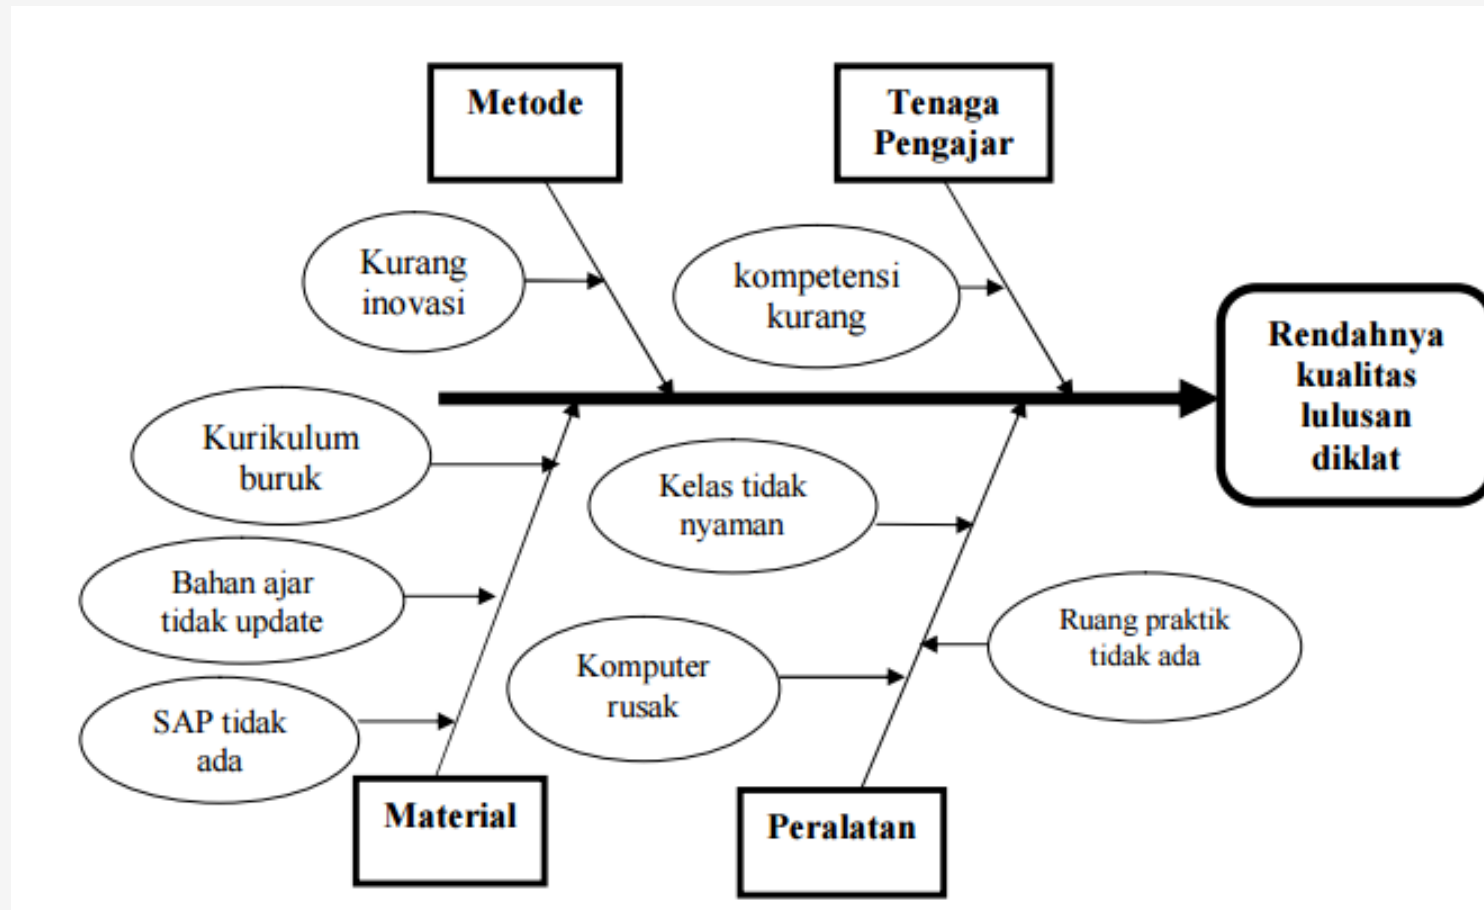 Metode
Tenaga
Pengajar
Kurang
inovasi
kompetensi
kurang
Rendahnya
kualitas
lulusan
diklat
Kurikulum
buruk
Kelas tidak
nyaman
Bahan ajar
tidak update
Ruang praktik
tidak ada
Komputer
rusak
SAP tidak
ada
Material
Peralatan